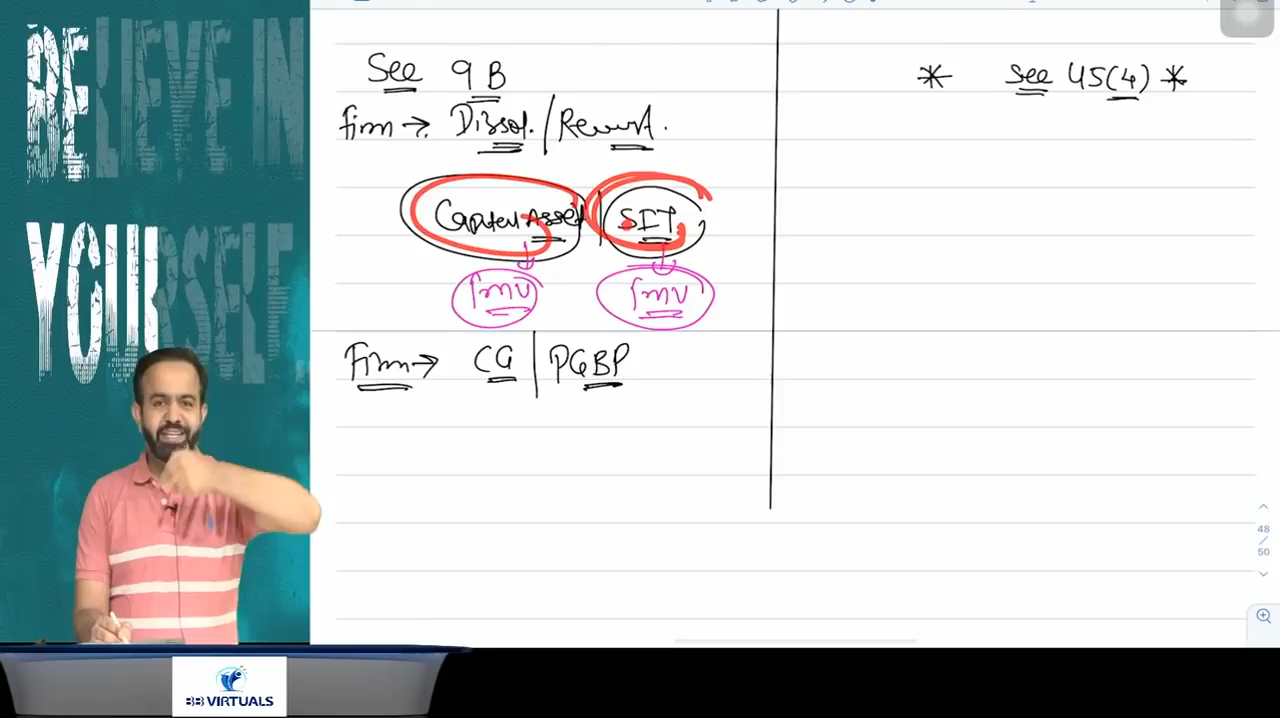 BELIEVE IN
YOURSELF
See 9B
firm → Dissol. / Reconst.
Capital Asset | SIT
fmv fmv
Firm → CG | PGBP
* See 45(4) *
48
/
50
BB VIRTUALS